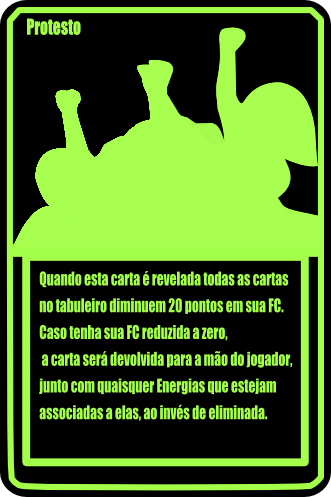 Protesto
Quando esta carta é revelada todas as cartas
no tabuleiro diminuem 20 pontos em sua FC.
Caso tenha sua FC reduzida a zero,
a carta será devolvida para a mão do jogador,
junto com quaisquer Energias que estejam
associadas a elas, ao invés de eliminada.